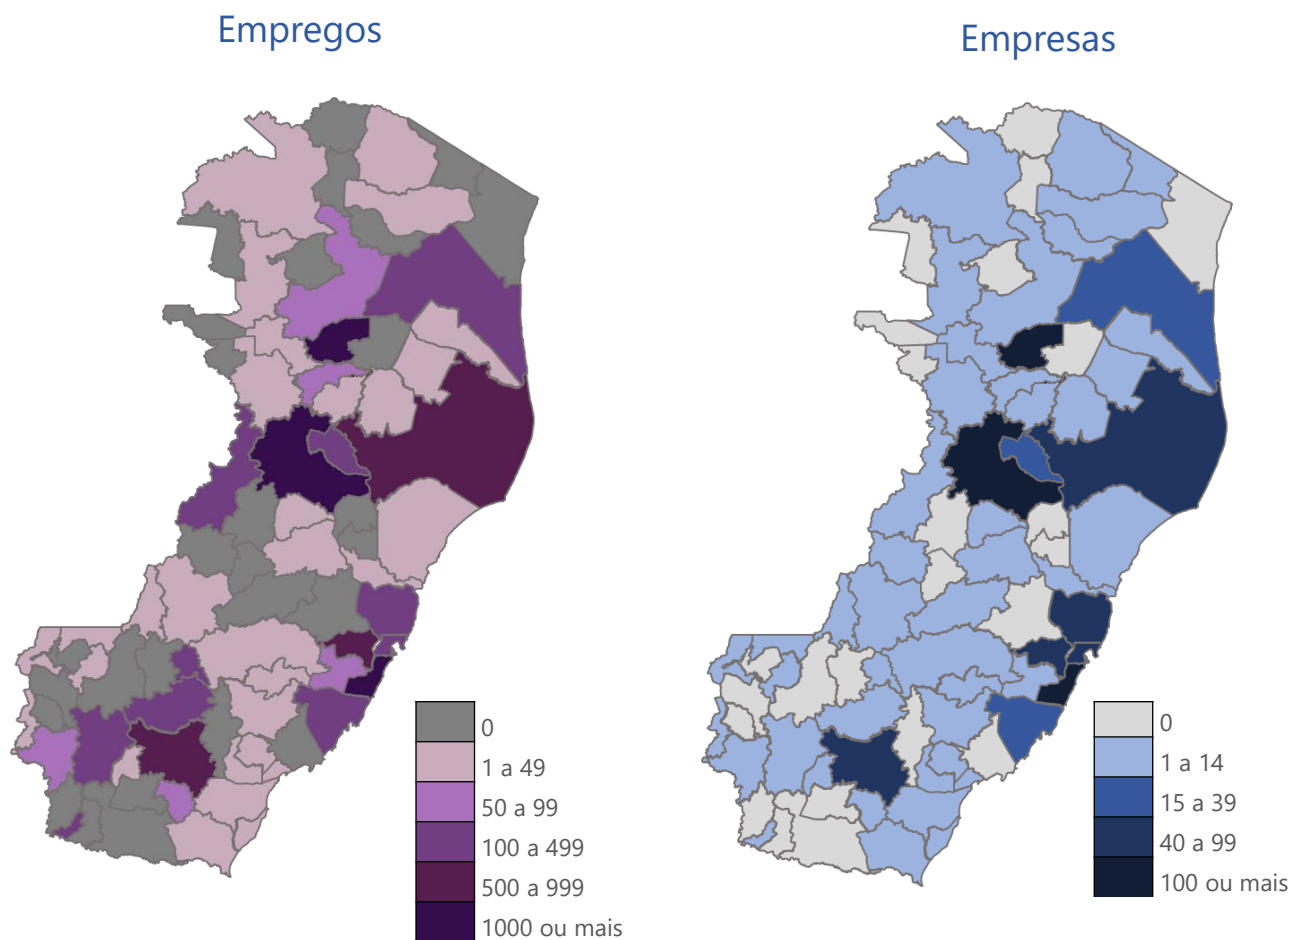 Empregos
Empresas
0
1 a 49
50 a 99
100 a 499
500 a 999
1000 ou mais
0
1 a 14
15 a 39
40 a 99
100 ou mais